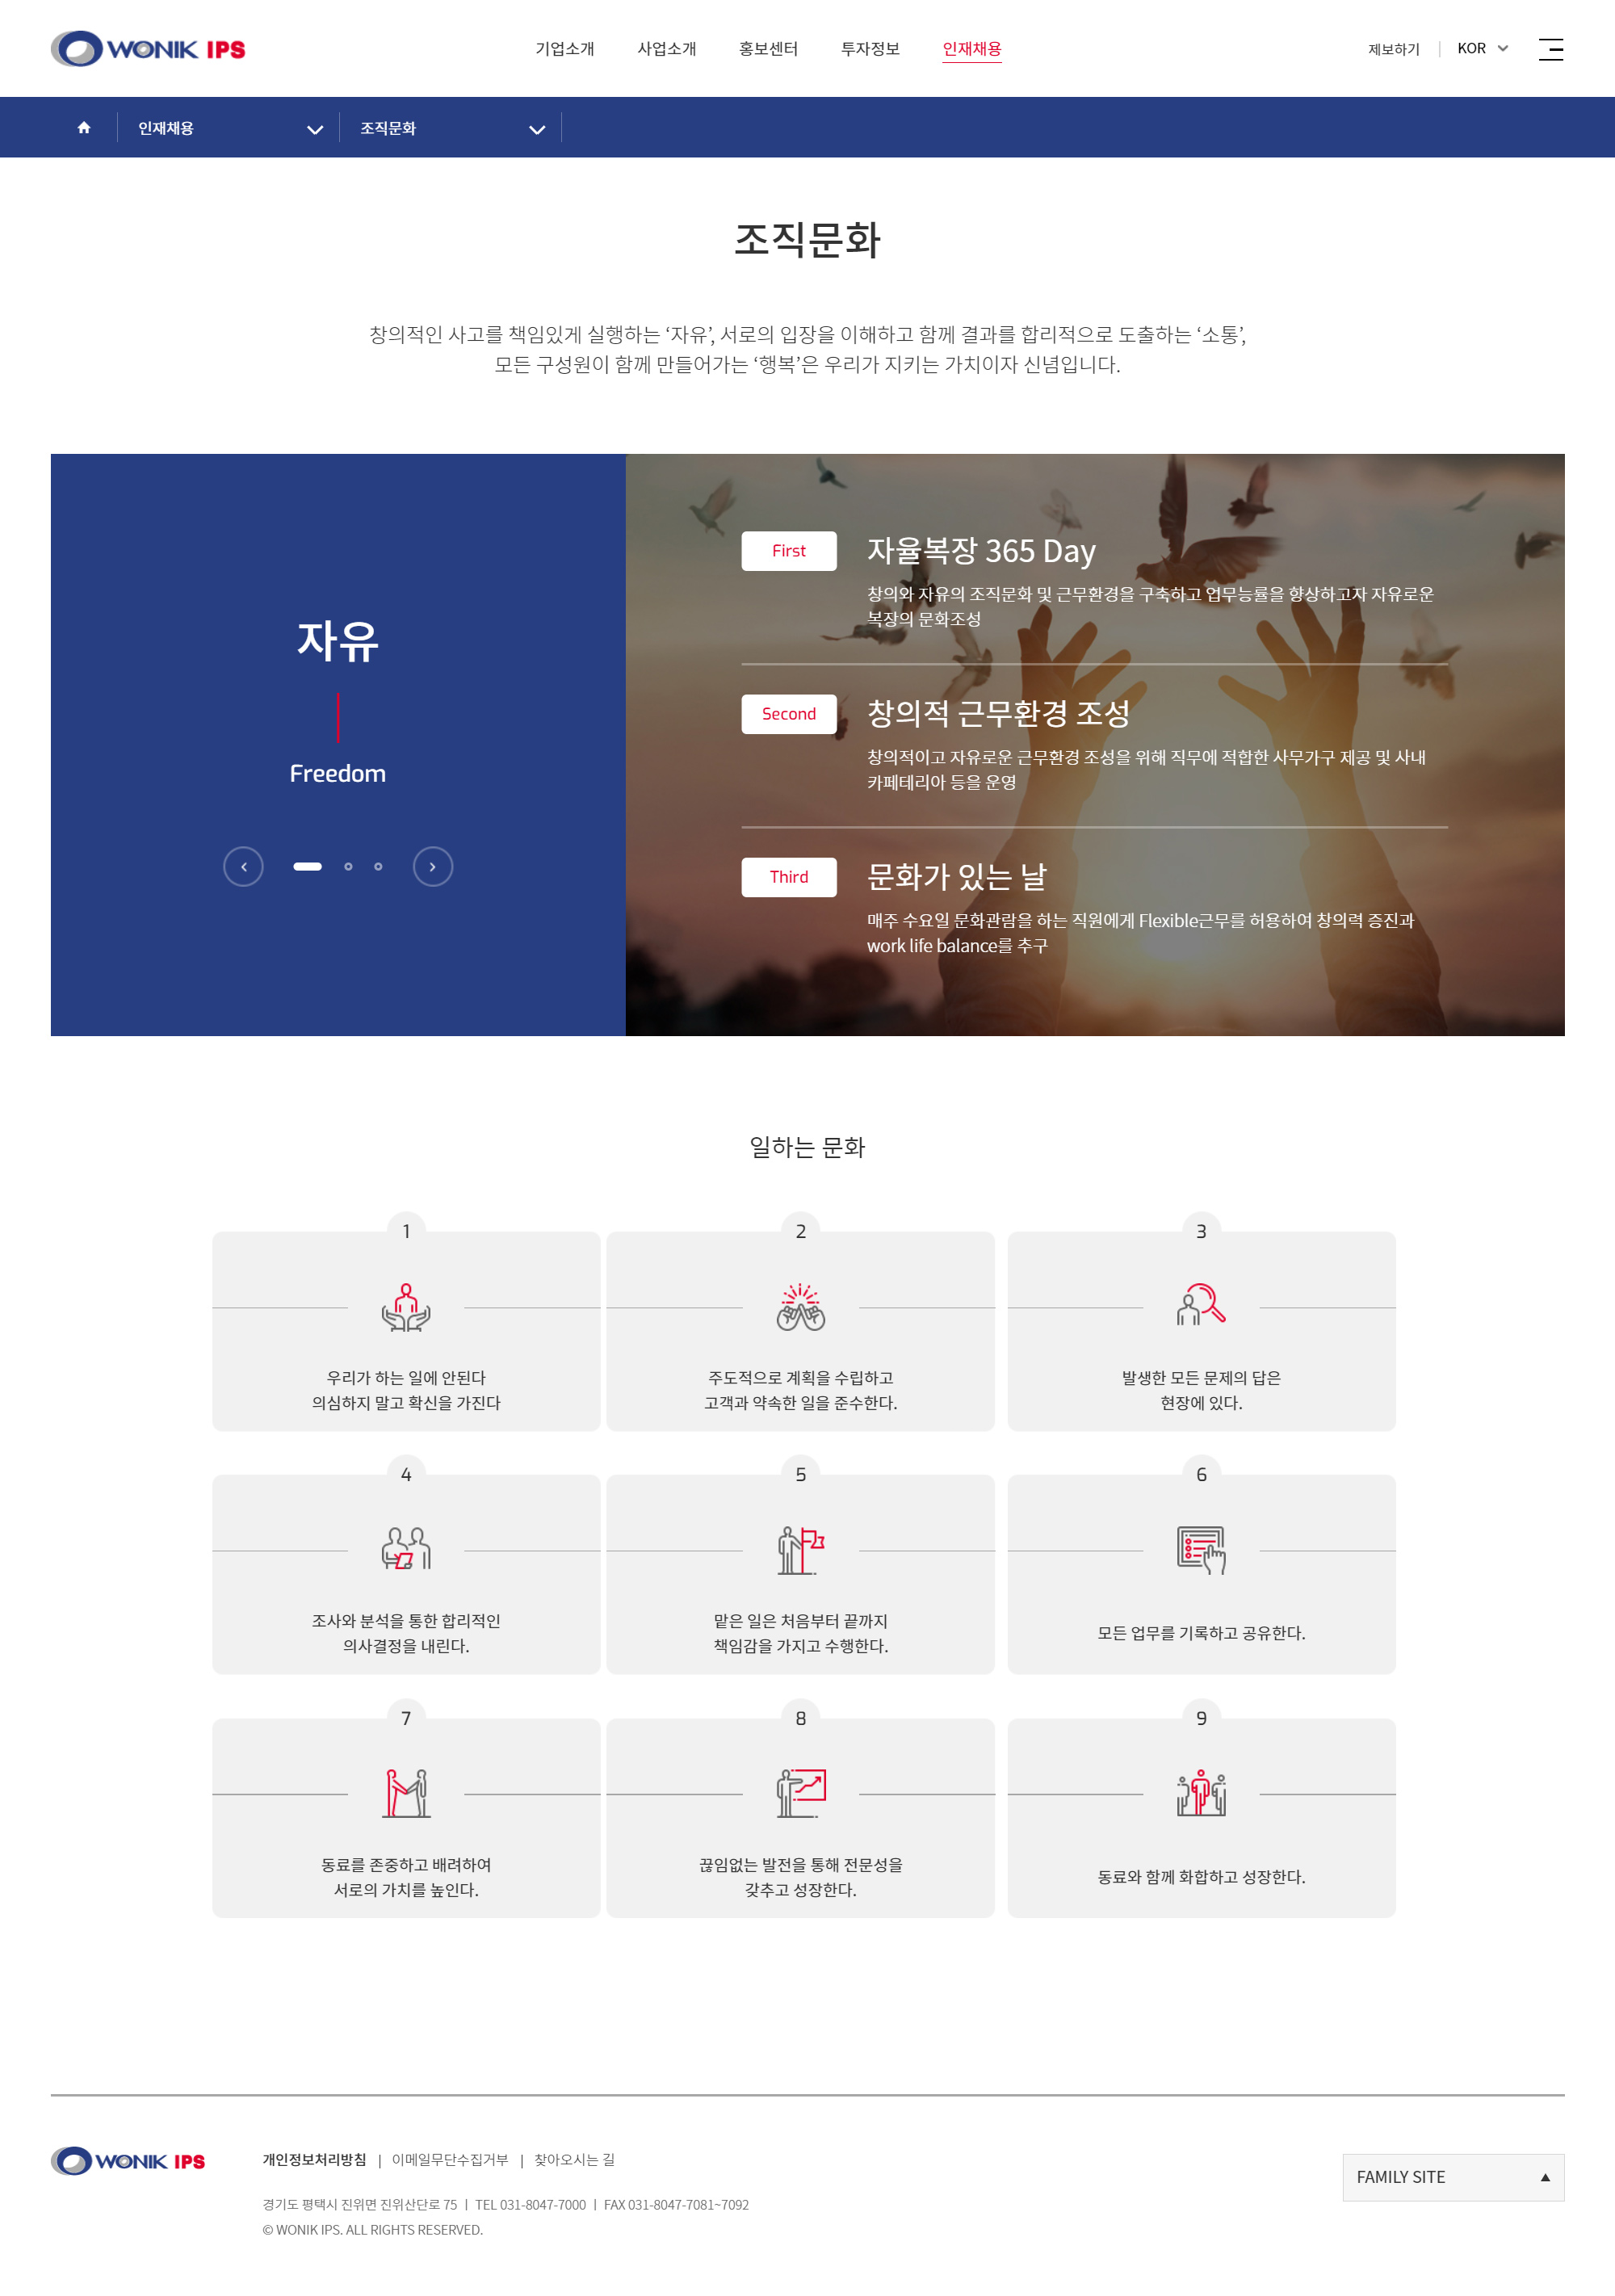 WONIK IPS
기업소개
사업소개
홍보센터
투자정보
인재채용
제보하기
KOR
인재채용
조직문화
조직문화
창의적인 사고를 책임있게 실행하는 ‘자유’, 서로의 입장을 이해하고 함께 결과를 합리적으로 도출하는 ‘소통’,
모든 구성원이 함께 만들어가는 ‘행복’은 우리가 지키는 가치이자 신념입니다.
자유
Freedom
First
자율복장 365 Day
창의와 자유의 조직문화 및 근무환경을 구축하고 업무능률을 향상하고자 자유로운
복장의 문화조성
Second
창의적 근무환경 조성
창의적이고 자유로운 근무환경 조성을 위해 직무에 적합한 사무가구 제공 및 사내
카페테리아 등을 운영
Third
문화가 있는 날
매주 수요일 문화관람을 하는 직원에게 Flexible근무를 허용하여 창의력 증진과
work life balance를 추구
일하는 문화
1
우리가 하는 일에 안된다
의심하지 말고 확신을 가진다
2
주도적으로 계획을 수립하고
고객과 약속한 일을 준수한다.
3
발생한 모든 문제의 답은
현장에 있다.
4
조사와 분석을 통한 합리적인
의사결정을 내린다.
5
맡은 일은 처음부터 끝까지
책임감을 가지고 수행한다.
6
모든 업무를 기록하고 공유한다.
7
동료를 존중하고 배려하여
서로의 가치를 높인다.
8
끊임없는 발전을 통해 전문성을
갖추고 성장한다.
9
동료와 함께 화합하고 성장한다.
WONIK IPS
개인정보처리방침 | 이메일무단수집거부 | 찾아오시는 길
경기도 평택시 진위면 진위산단로 75 | TEL 031-8047-7000 | FAX 031-8047-7081~7092
© WONIK IPS. ALL RIGHTS RESERVED.
FAMILY SITE